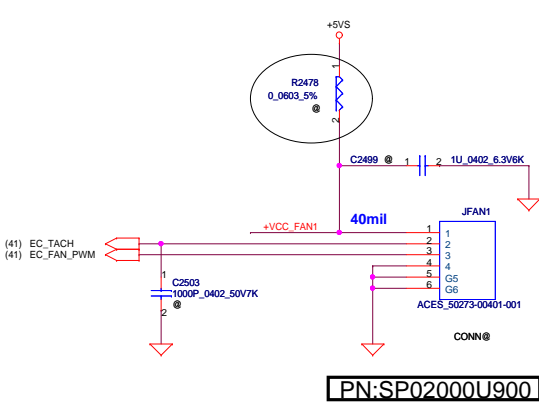 +5VS
1
R2478
0_0603_5%
@
2
C2499 @ 1 2 1U_0402_6.3V6K
+VCC_FAN1 40mil
JFAN1
(41) EC_TACH
(41) EC_FAN_PWM
1 1
2 2
3 3
4 4
5 G5
6 G6
ACES_50273-00401-001
1
C2503
1000P_0402_50V7K
@
2
CONN@
PN:SP02000U900